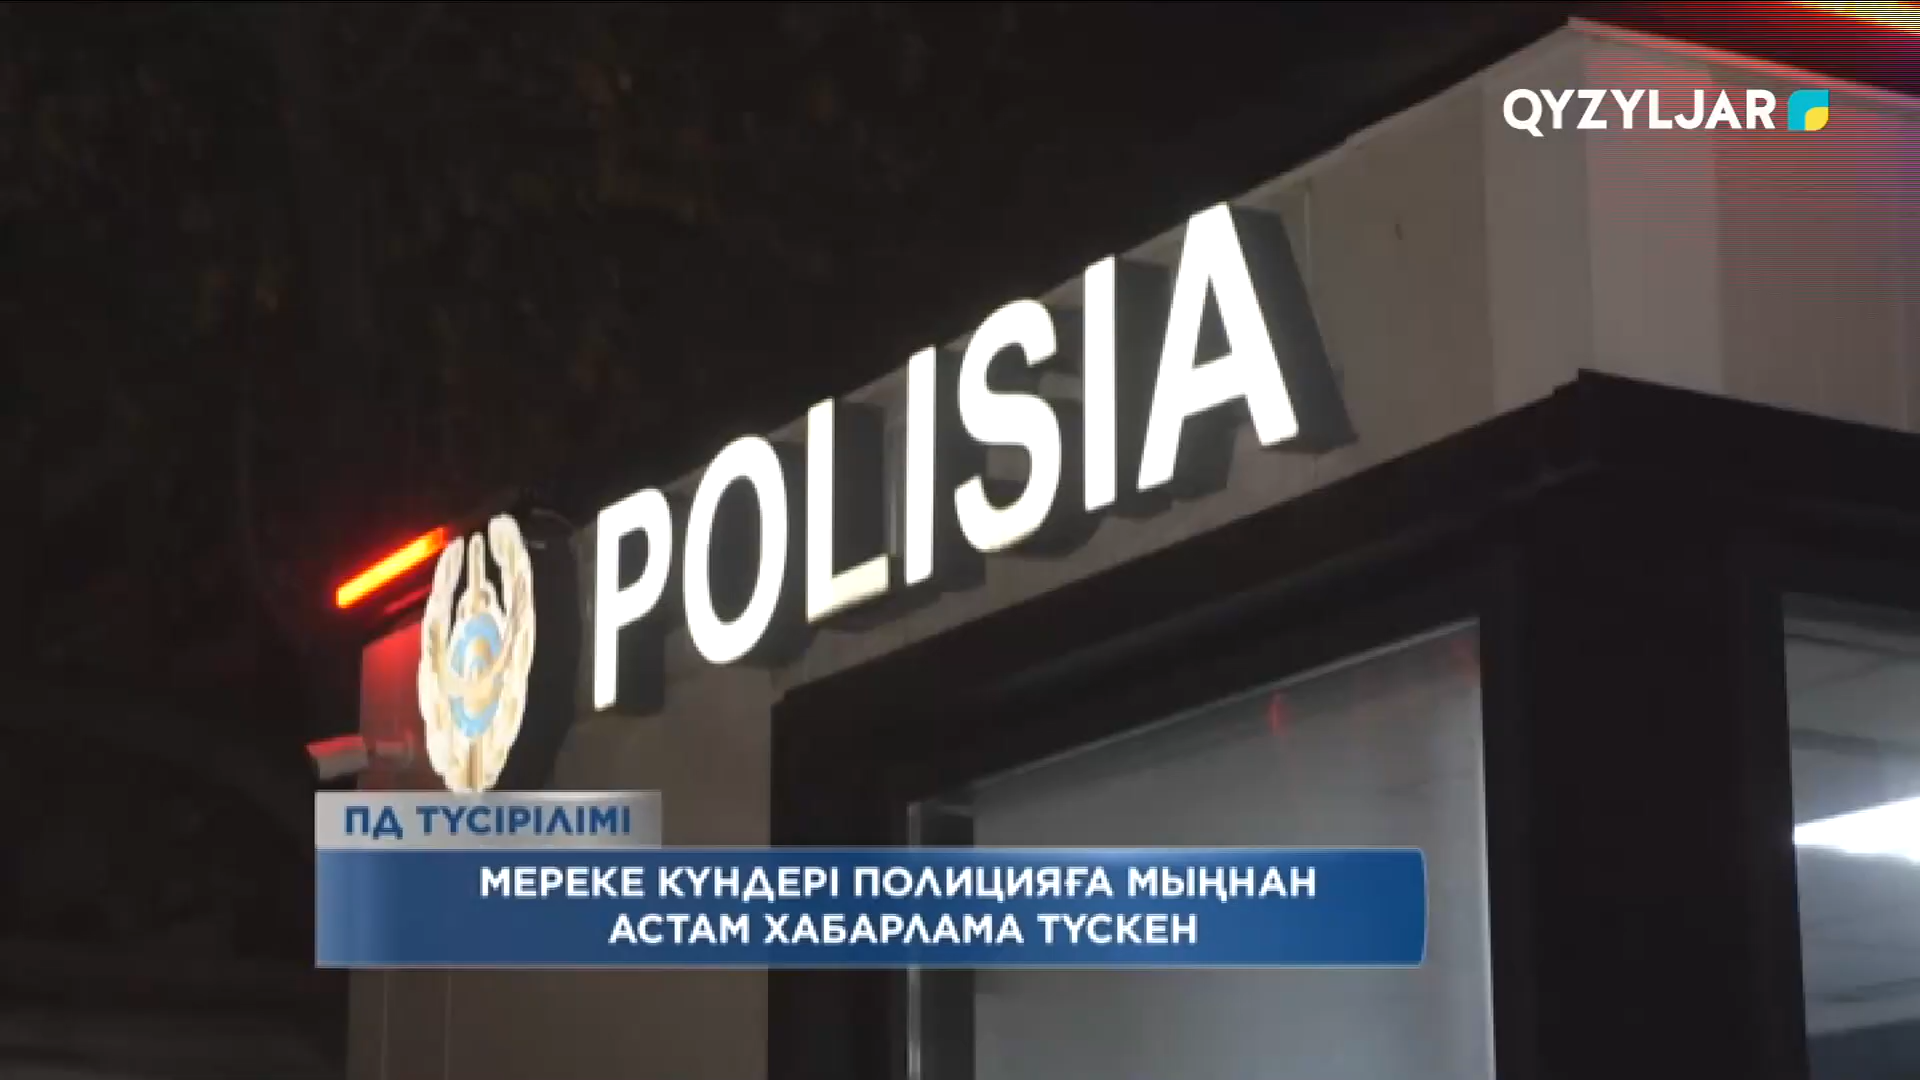 QYZYLJAR
POLISIA
ПД ТҮСІРІЛІМІ
МЕРЕКЕ КҮНДЕРІ ПОЛИЦИЯҒА МЫҢНАН
АСТАМ ХАБАРЛАМА ТҮСКЕН